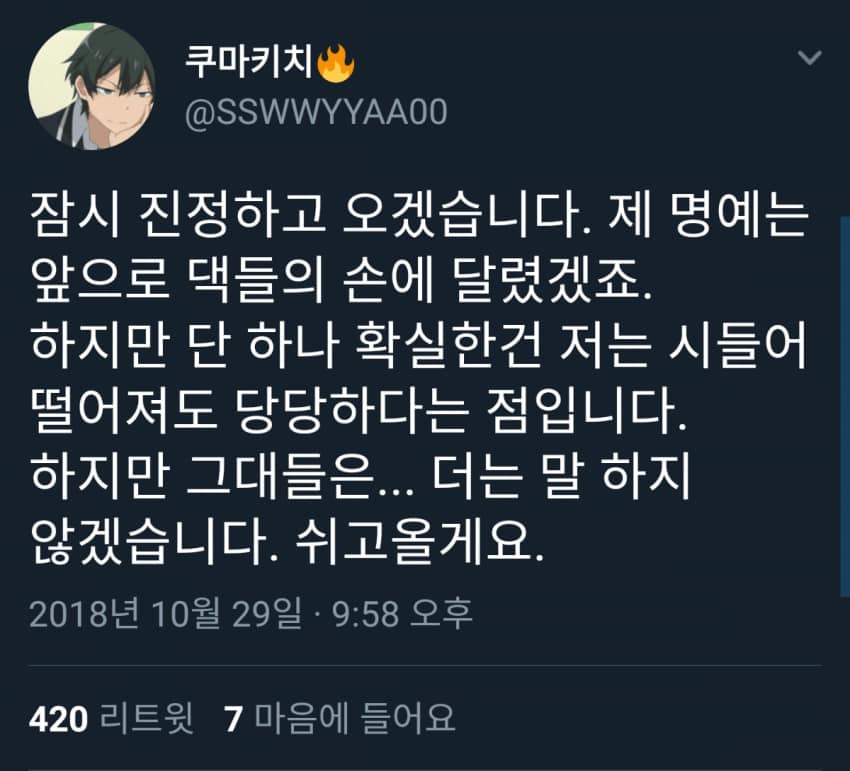 쿠마키치🔥
@SSWWYYAA00
잠시 진정하고 오겠습니다. 제 명예는
앞으로 댁들의 손에 달렸겠죠.
하지만 단 하나 확실한건 저는 시들어
떨어져도 당당하다는 점입니다.
하지만 그대들은... 더는 말 하지
않겠습니다. 쉬고올게요.
2018년 10월 29일 · 9:58 오후
420 리트윗 7 마음에 들어요